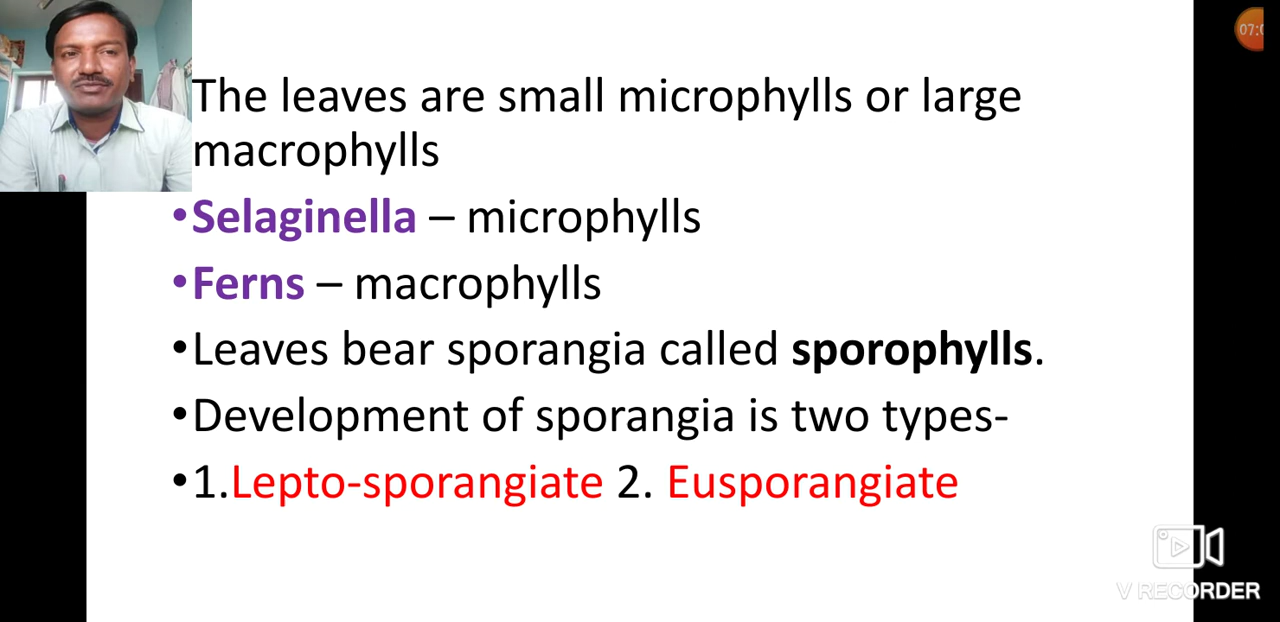 The leaves are small microphylls or large
macrophylls
•Selaginella – microphylls
•Ferns – macrophylls
•Leaves bear sporangia called sporophylls.
•Development of sporangia is two types-
•1.Lepto-sporangiate 2. Eusporangiate
V RECORDER